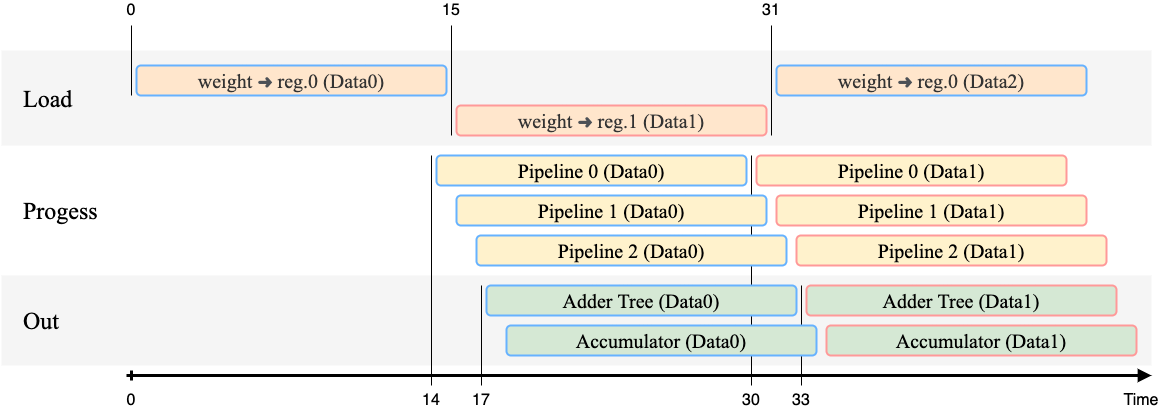 0 15 31
Load
weight ➜ reg.0 (Data0)
weight ➜ reg.0 (Data2)
weight ➜ reg.1 (Data1)
Progess
Pipeline 0 (Data0)
Pipeline 0 (Data1)
Pipeline 1 (Data0)
Pipeline 1 (Data1)
Pipeline 2 (Data0)
Pipeline 2 (Data1)
Out
Adder Tree (Data0)
Adder Tree (Data1)
Accumulator (Data0)
Accumulator (Data1)
0 14 17 30 33 Time